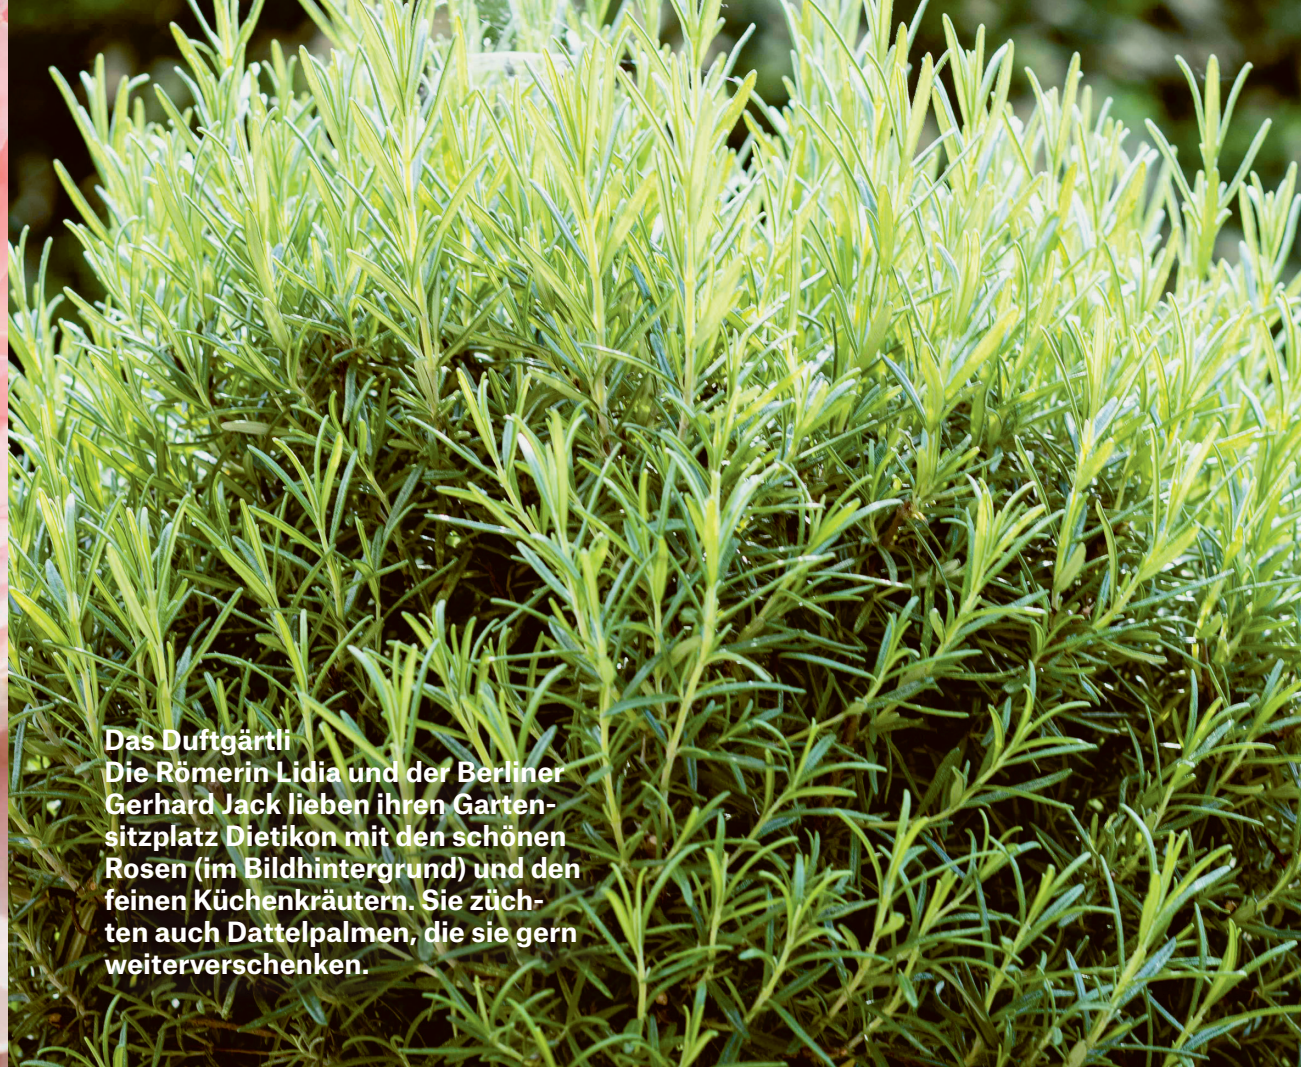 Das Duftgärtli
Die Römerin Lidia und der Berliner
Gerhard Jack lieben ihren Garten-
sitzplatz Dietikon mit den schönen
Rosen (im Bildhintergrund) und den
feinen Küchenkräutern. Sie züch-
ten auch Dattelpalmen, die sie gern
weiterverschenken.